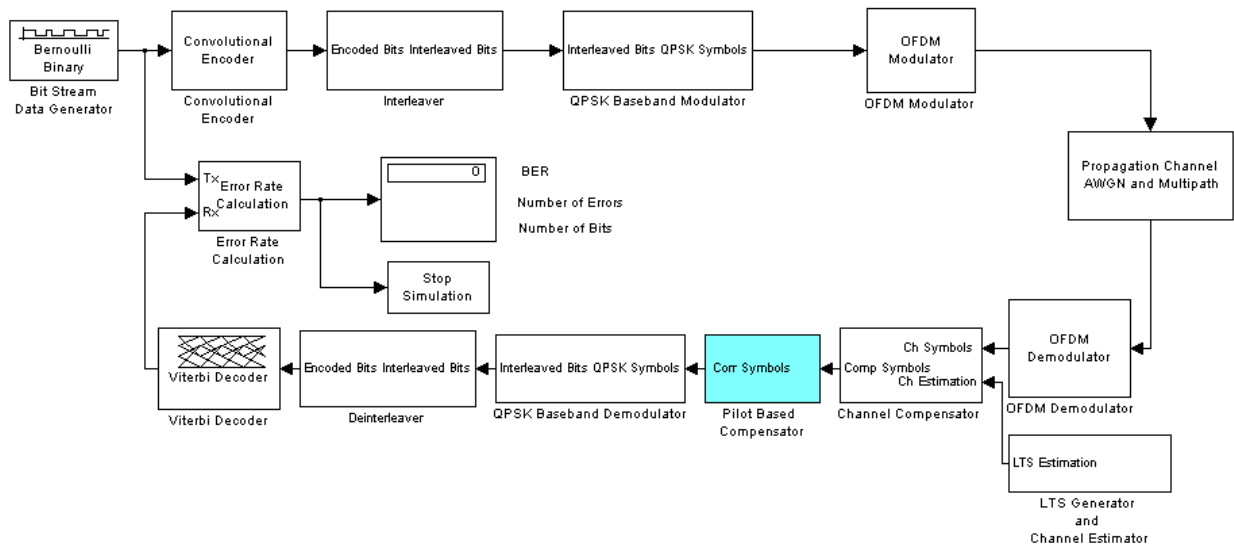 Bernoulli
Binary
Bit Stream
Data Generator
Convolutional
Encoder
Convolutional
Encoder
Encoded Bits Interleaved Bits
Interleaver
Interleaved Bits QPSK Symbols
QPSK Baseband Modulator
OFDM
Modulator
OFDM Modulator
Propagation Channel
AWGN and Multipath
Tx
Error Rate
Calculation
Rx
Error Rate
Calculation
0
BER
Number of Errors
Number of Bits
Stop
Simulation
Viterbi Decoder
Viterbi Decoder
Encoded Bits Interleaved Bits
Deinterleaver
Interleaved Bits QPSK Symbols
QPSK Baseband Demodulator
Corr Symbols
Pilot Based
Compensator
Ch Symbols
Comp Symbols
Ch Estimation
Channel Compensator
OFDM
Demodulator
OFDM Demodulator
LTS Estimation
LTS Generator
and
Channel Estimator